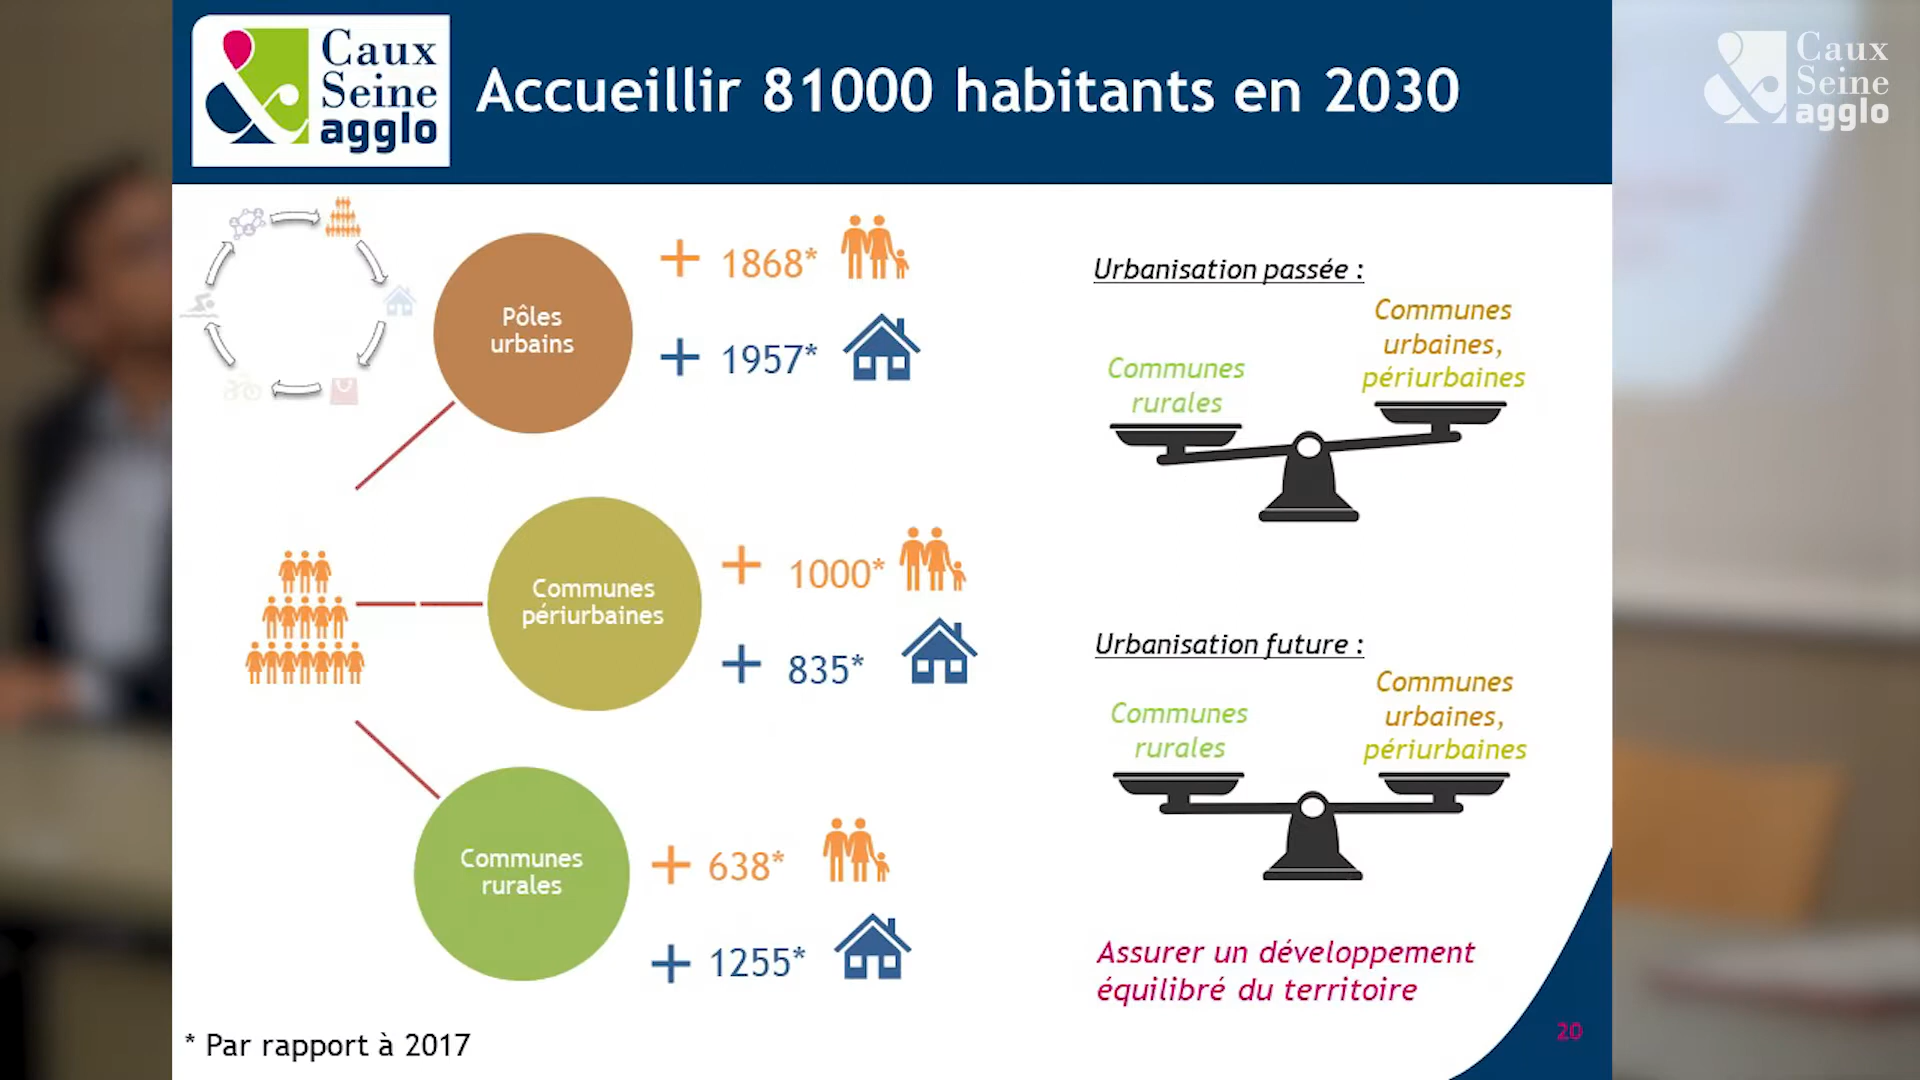 Caux
Seine
agglo
Accueillir 81000 habitants en 2030
Caux
Seine
agglo
Pôles
urbains
+ 1868*
+ 1957*
Communes
périurbaines
+ 1000*
+ 835*
Communes
rurales
+ 638*
+ 1255*
* Par rapport à 2017
Urbanisation passée :
Communes
rurales
Communes
urbaines,
périurbaines
Urbanisation future :
Communes
rurales
Communes
urbaines,
périurbaines
Assurer un développement
équilibré du territoire
20